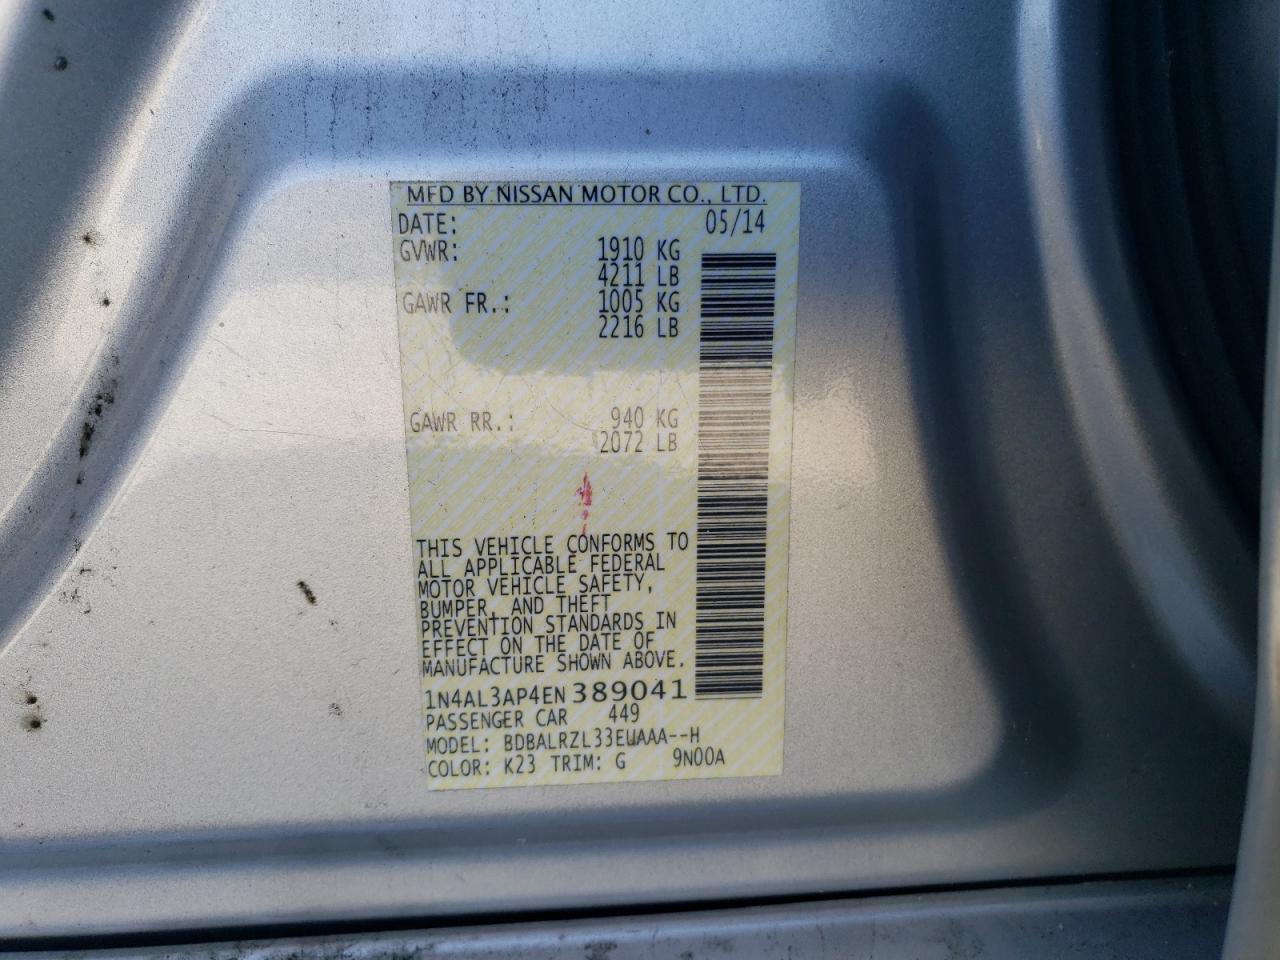 MFD BY NISSAN MOTOR CO., LTD.
DATE: 05/14
GVWR: 1910 KG
4211 LB
GAWR FR.: 1005 KG
2216 LB
GAWR RR.: 940 KG
2072 LB
THIS VEHICLE CONFORMS TO
ALL APPLICABLE FEDERAL
MOTOR VEHICLE SAFETY,
BUMPER, AND THEFT
PREVENTION STANDARDS IN
EFFECT ON THE DATE OF
MANUFACTURE SHOWN ABOVE.
1N4AL3AP4EN389041
PASSENGER CAR 449
MODEL: BDBALRZL33EUAAA--H
COLOR: K23 TRIM: G 9N00A